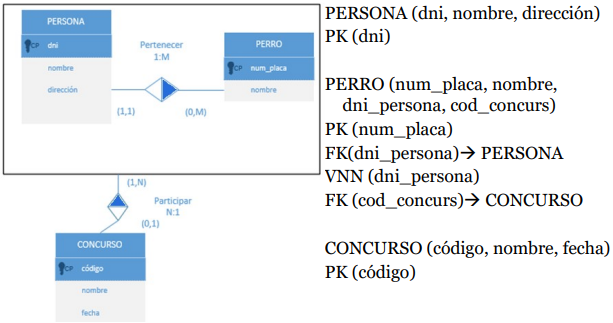 PERSONA
CP dni
nombre
dirección
Pertenecer
1:M
PERRO
CP num_placa
nombre
(1,1)
(0,M)
(1,N)
Participar
N:1
(0,1)
CONCURSO
CP código
nombre
fecha
PERSONA (dni, nombre, dirección)
PK (dni)
PERRO (num_placa, nombre,
dni_persona, cod_concurs)
PK (num_placa)
FK(dni_persona)→ PERSONA
VNN (dni_persona)
FK (cod_concurs)→ CONCURSO
CONCURSO (código, nombre, fecha)
PK (código)